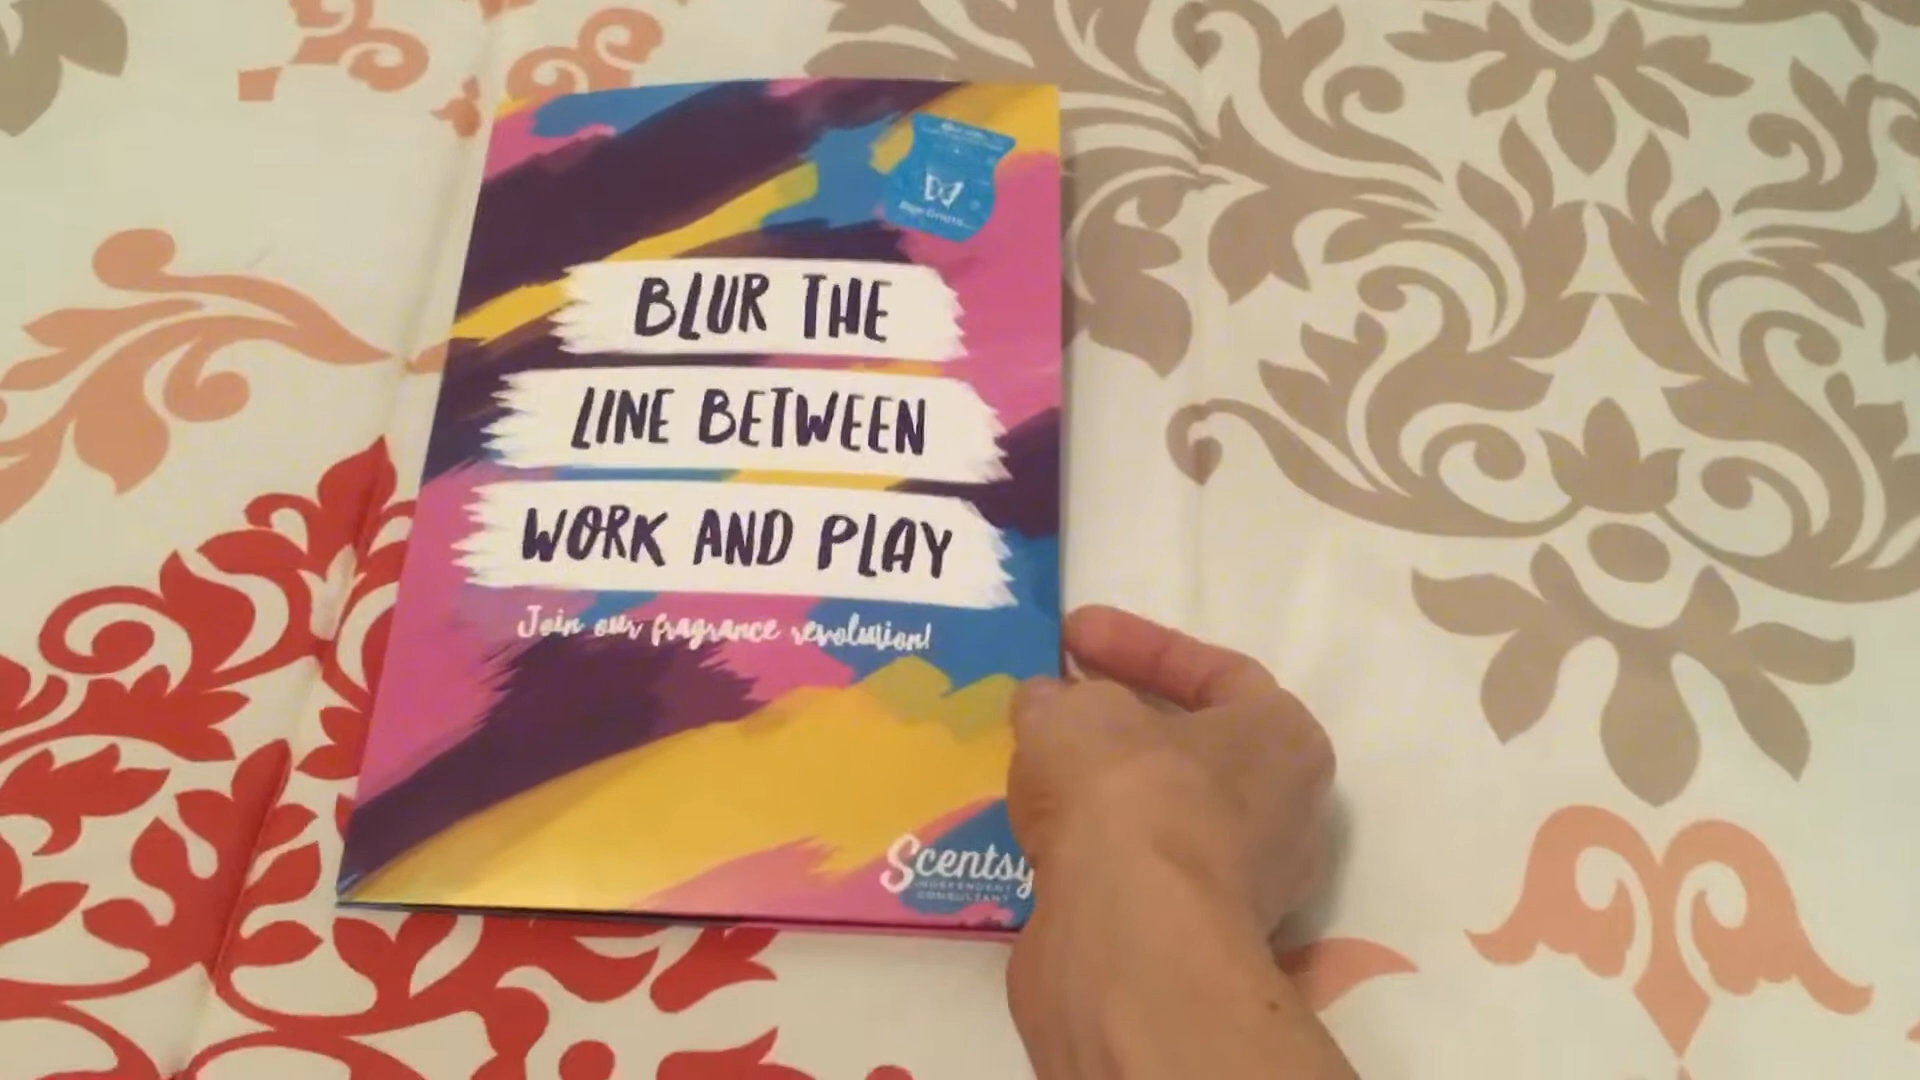 BLUR THE
LINE BETWEEN
WORK AND PLAY
Join our fragrance revolution!
Scentsy
INDEPENDENT
CONSULTANT